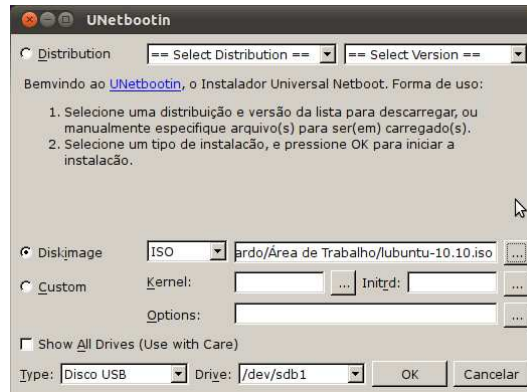 UNetbootin
Distribution == Select Distribution == == Select Version ==
Bemvindo ao UNetbootin, o Instalador Universal Netboot. Forma de uso:
1. Selecione uma distribuição e versão da lista para descarregar, ou
manualmente especifique arquivo(s) para ser(em) carregado(s).
2. Selecione um tipo de instalacão, e pressione OK para iniciar a
instalacão.
Diskimage ISO ardo/Área de Trabalho/lubuntu-10.10.iso ...
Custom Kernel: ... Initrd: ...
Options: ...
Show All Drives (Use with Care)
Type: Disco USB Drive: /dev/sdb1 OK Cancelar